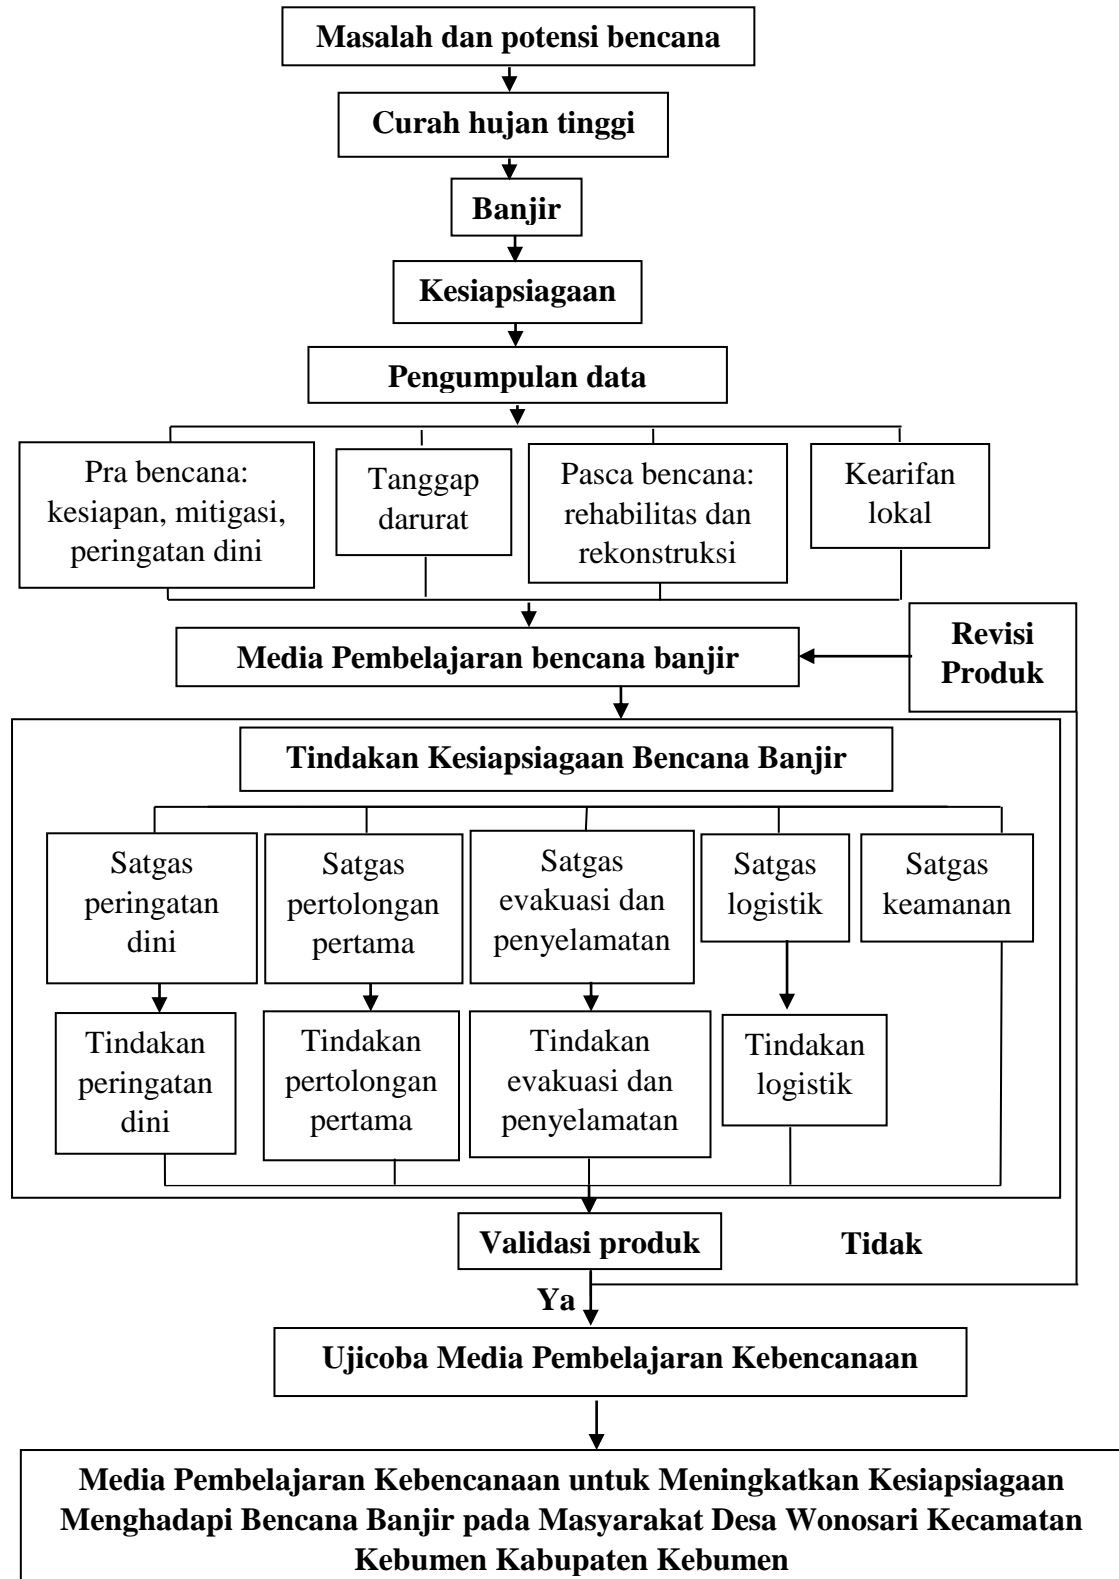 Masalah dan potensi bencana
Curah hujan tinggi
Banjir
Kesiapsiagaan
Pengumpulan data
Pra bencana:
kesiapan, mitigasi,
peringatan dini
Tanggap
darurat
Pasca bencana:
rehabilitas dan
rekonstruksi
Kearifan
lokal
Revisi
Produk
Media Pembelajaran bencana banjir
Tindakan Kesiapsiagaan Bencana Banjir
Satgas
peringatan
dini
Satgas
pertolongan
pertama
Satgas
evakuasi dan
penyelamatan
Satgas
logistik
Satgas
keamanan
Tindakan
peringatan
dini
Tindakan
pertolongan
pertama
Tindakan
evakuasi dan
penyelamatan
Tindakan
logistik
Validasi produk
Tidak
Ya
Ujicoba Media Pembelajaran Kebencanaan
Media Pembelajaran Kebencanaan untuk Meningkatkan Kesiapsiagaan
Menghadapi Bencana Banjir pada Masyarakat Desa Wonosari Kecamatan
Kebumen Kabupaten Kebumen